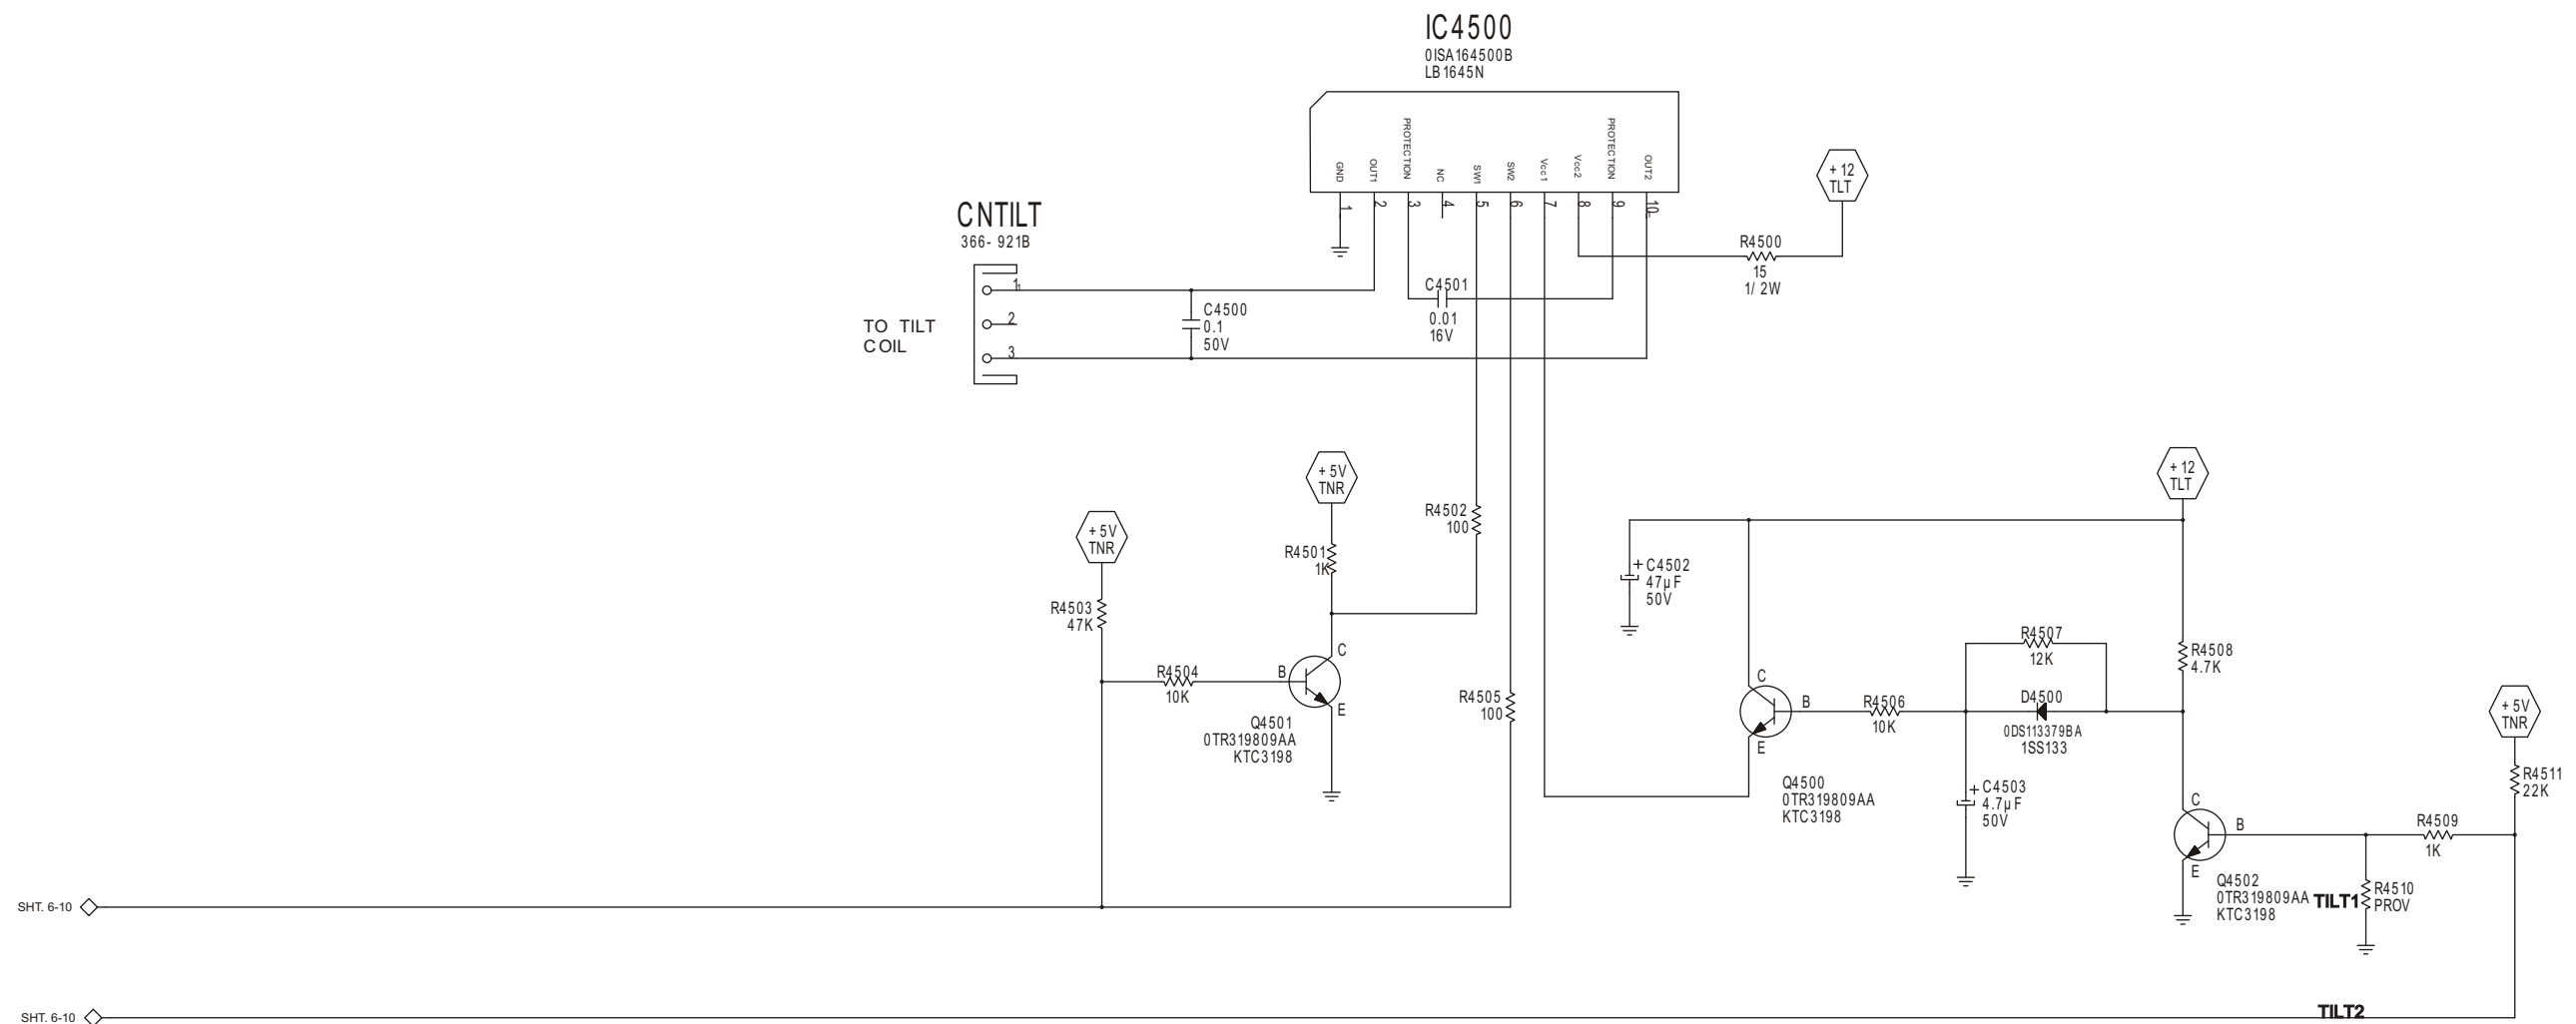 IC4500
0ISA164500B
LB1645N
GND
OUT1
PROTECTION
NC
SW1
SW2
Vcc1
Vcc2
PROTECTION
OUT2
1
2
3
4
5
6
7
8
9
10
+ 12
TLT
CNTILT
366- 921B
R4500
15
1/ 2W
1
2
3
TO TILT
COIL
C4500
0.1
50V
C4501
0.01
16V
+ 5V
TNR
+ 5V
TNR
R4501
1K
R4502
100
R4503
47K
R4504
10K
B
C
E
Q4501
0TR319809AA
KTC3198
R4505
100
+ 12
TLT
+ C4502
47µF
50V
R4507
12K
R4508
4.7K
C
B
E
R4506
10K
D4500
0DS113379BA
1SS133
Q4500
0TR319809AA
KTC3198
+ C4503
4.7µF
50V
+ 5V
TNR
R4511
22K
C
B
E
R4509
1K
Q4502
0TR319809AA
KTC3198
TILT1
R4510
PROV
SHT. 6-10
TILT2
SHT. 6-10